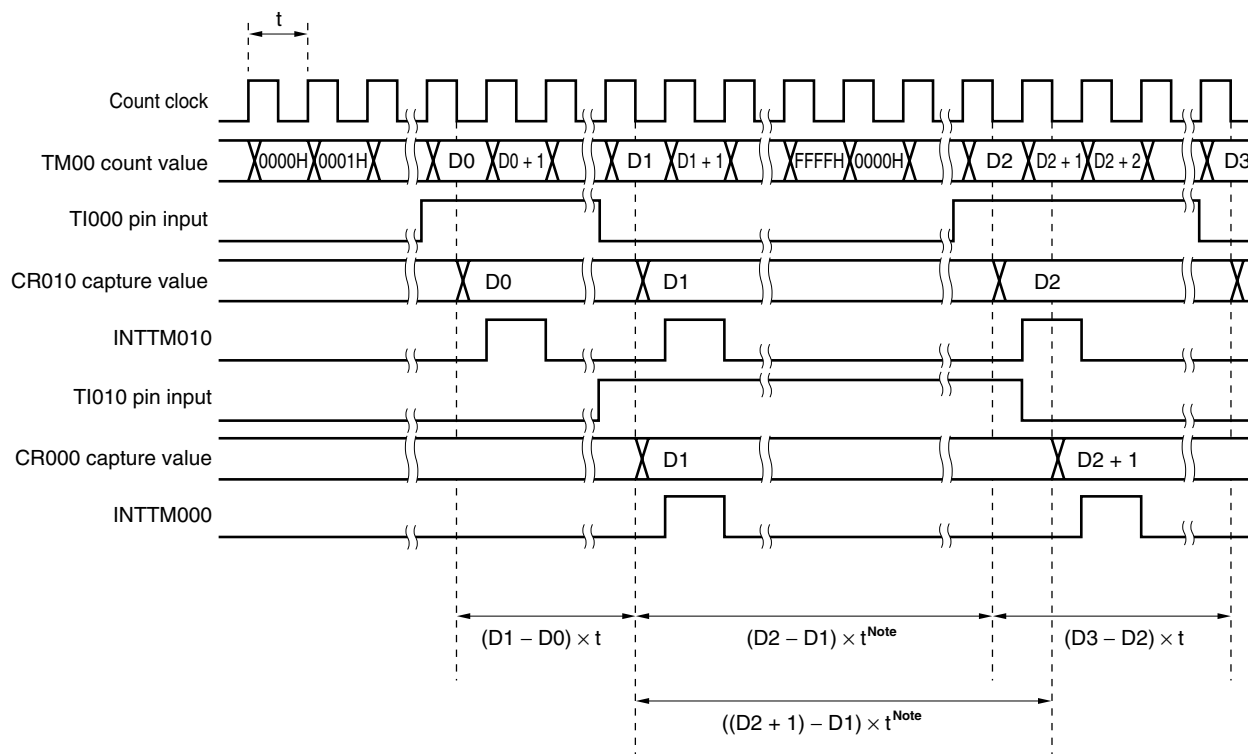 t
Count clock
TM00 count value 0000H 0001H D0 D0 + 1 D1 D1 + 1 FFFFH 0000H D2 D2 + 1 D2 + 2 D3
TI000 pin input
CR010 capture value D0 D1 D2
INTTM010
TI010 pin input
CR000 capture value D1 D2 + 1
INTTM000
(D1 – D0) × t (D2 – D1) × t Note (D3 – D2) × t
((D2 + 1) – D1) × t Note